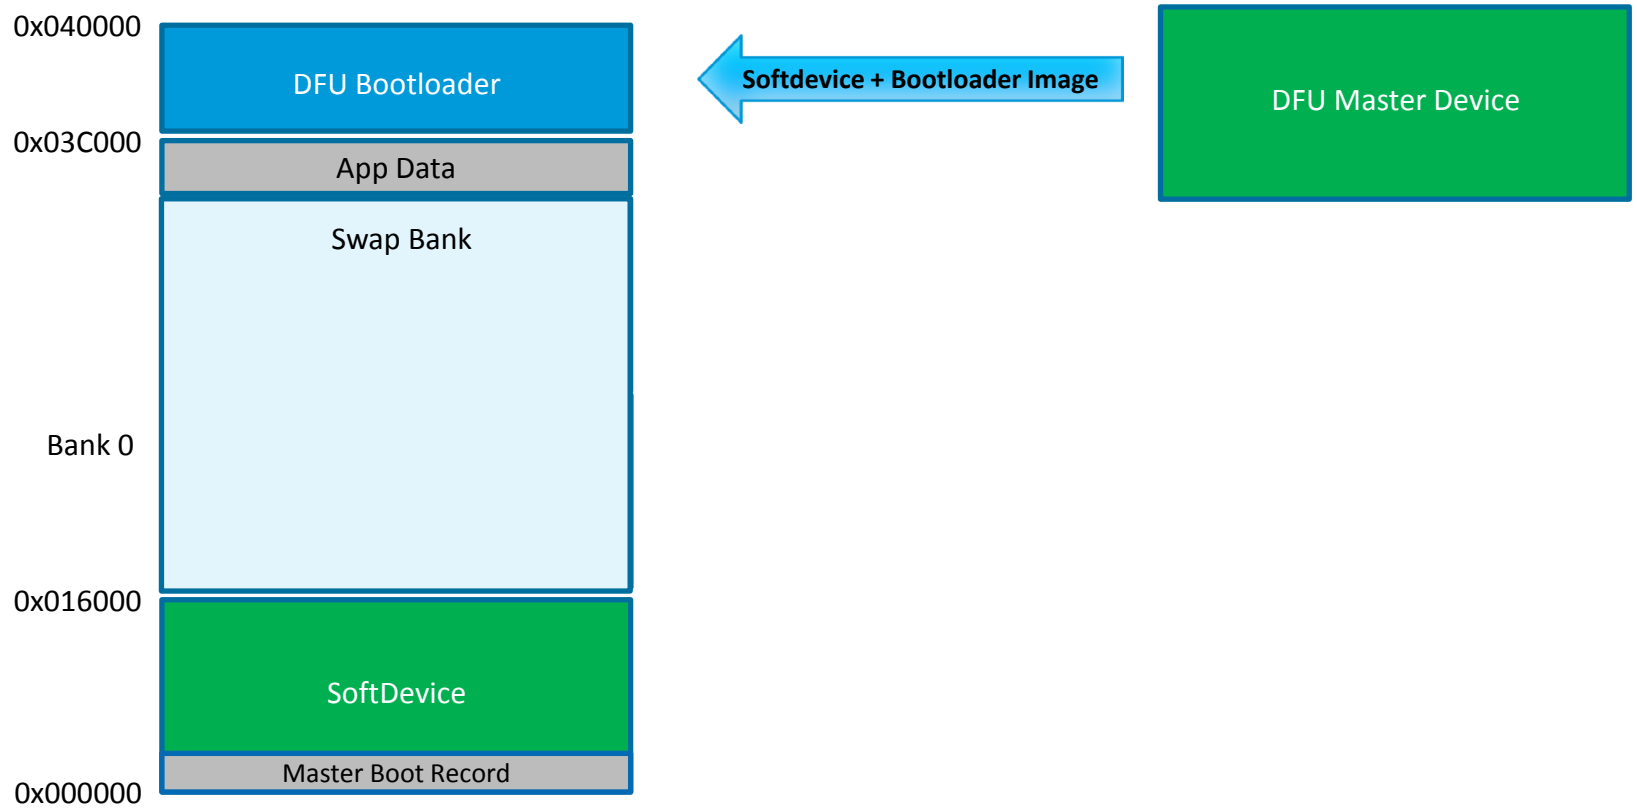 0x040000
DFU Bootloader
Softdevice + Bootloader Image
DFU Master Device
0x03C000
App Data
Swap Bank
Bank 0
0x016000
SoftDevice
Master Boot Record
0x000000